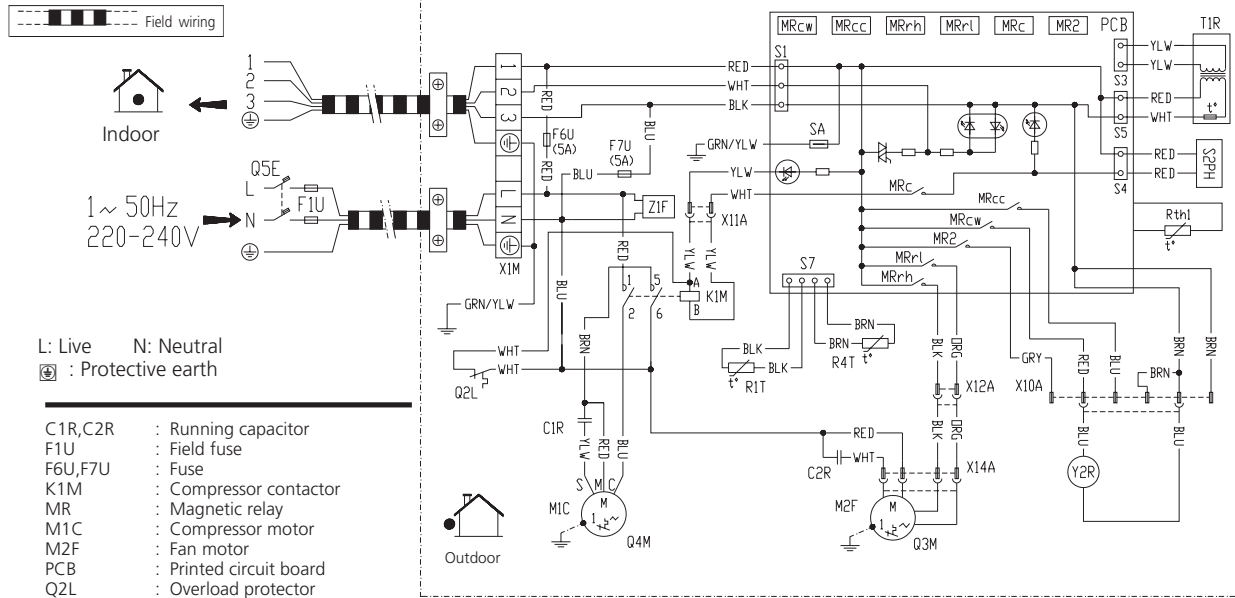 Field wiring
1
2
3
Indoor
Q5E
L
N
F1U
1~ 50Hz
220-240V
L: Live N: Neutral
: Protective earth
C1R,C2R : Running capacitor
F1U : Field fuse
F6U,F7U : Fuse
K1M : Compressor contactor
MR : Magnetic relay
M1C : Compressor motor
M2F : Fan motor
PCB : Printed circuit board
Q2L : Overload protector
1
2
3
L
N
X1M
RED
F6U
(5A)
RED
F7U
(5A)
BLU
BLU
Z1F
RED
WHT
BLK
S1
MRcw MRcc MRrh MRrl MRc MR2 PCB
T1R
YLW
YLW
S3
RED
WHT
t°
S5
RED
RED
S4
S2PH
Rth1
t°
GRN/YLW
SA
YLW
WHT
X11A
YLW
YLW
MRc
MRcc
MRcw
MR2
MRrl
MRrh
S7
A
B
K1M
RED
1
5
2
6
GRN/YLW
BLU
WHT
WHT
Q2L
BRN
BLK
BLK
t°
R1T
BRN
BRN
R4T
t°
BLK
ORG
X12A
BLK
ORG
GRY
X10A
RED
BLU
BRN
BRN
BRN
BLU
BLU
Y2R
C1R
YLW
RED
BLU
S M C
M
1
~
M1C
Q4M
RED
C2R
WHT
X14A
M2F
M
1
~
Q3M
Outdoor